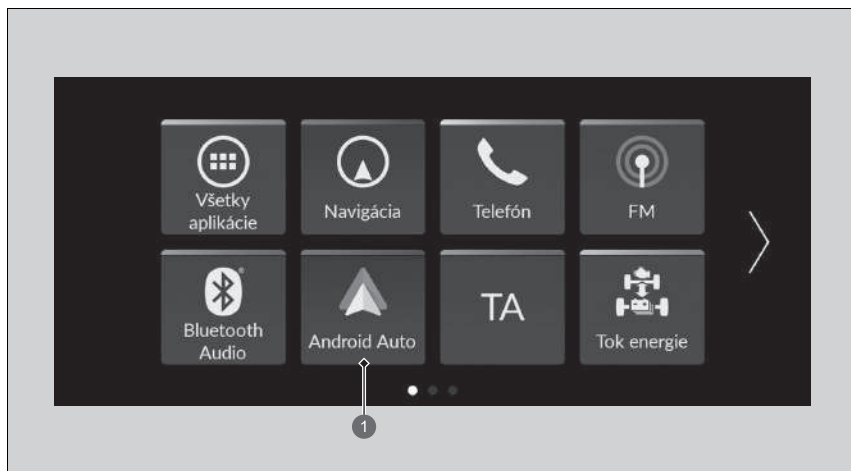 Všetky
aplikácie
Navigácia
Telefón
FM
Bluetooth
Audio
Android Auto
TA
Tok energie
1